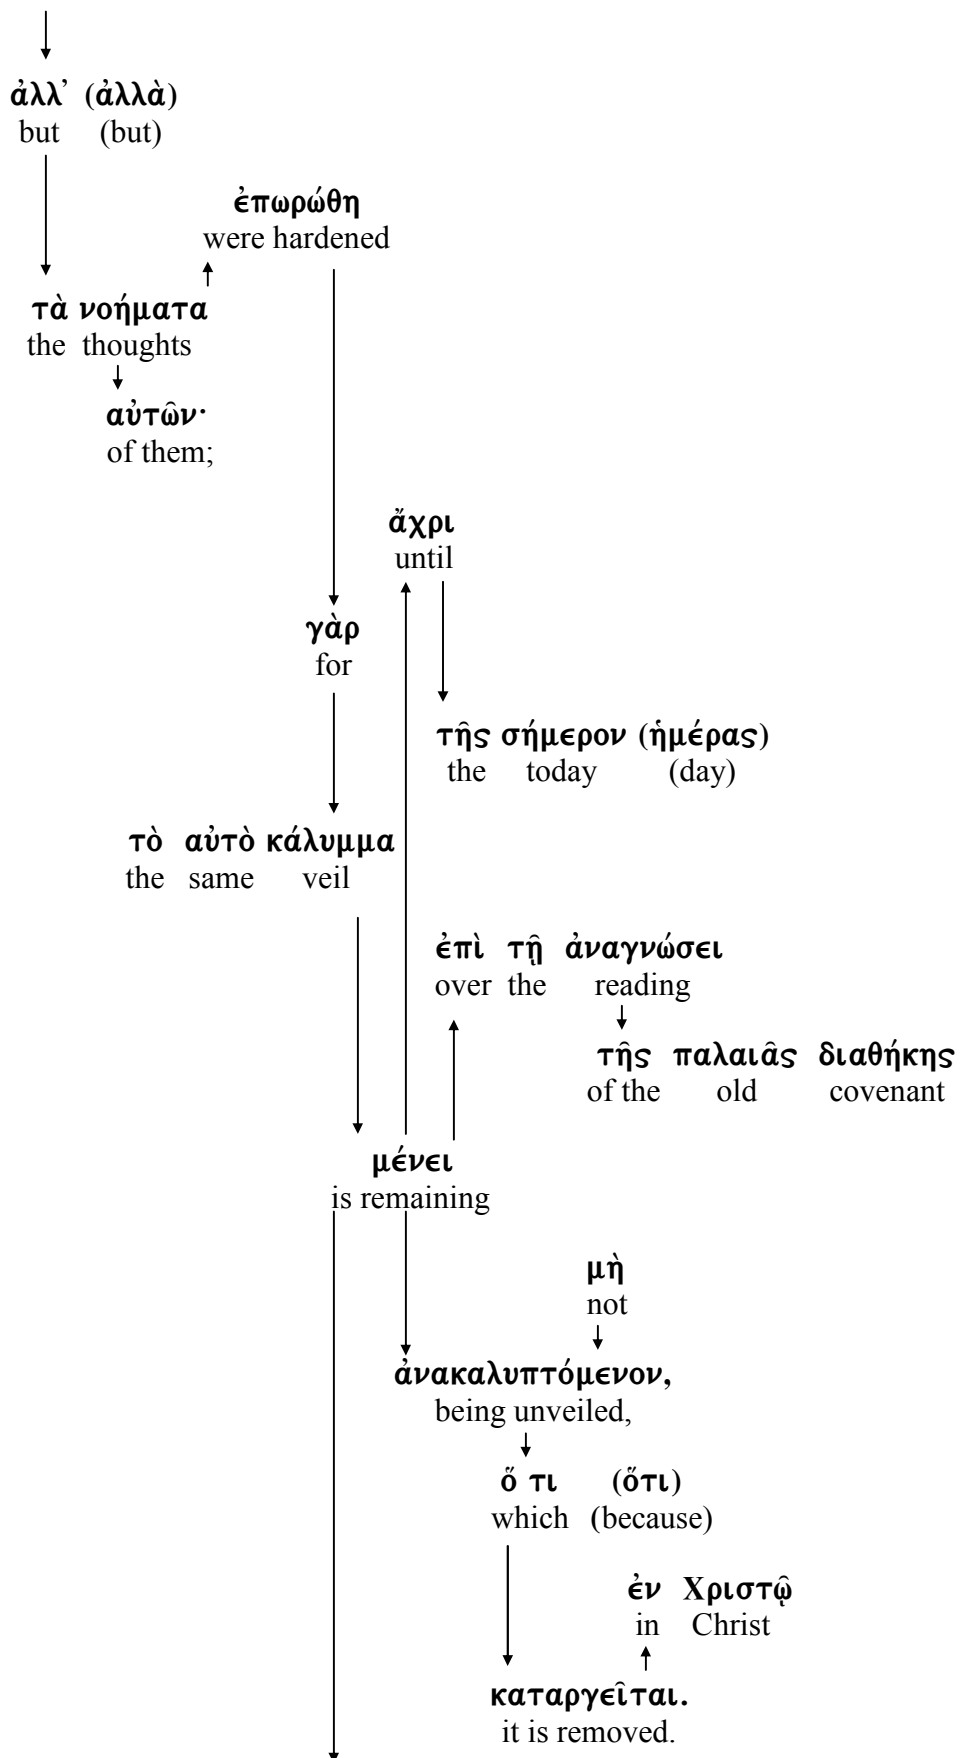 ἀλλ’ (ἀλλὰ)
but (but)
ἐπωρώθη
were hardened
τὰ νοήματα
the thoughts
αὐτῶν·
of them;
ἄχρι
until
γὰρ
for
τῆς σήμερον (ἡμέρας)
the today (day)
τὸ αὐτὸ κάλυμμα
the same veil
ἐπὶ τῇ ἀναγνώσει
over the reading
τῆς παλαιᾶς διαθήκης
of the old covenant
μένει
is remaining
μὴ
not
ἀνακαλυπτόμενον,
being unveiled,
ὅ τι (ὅτι)
which (because)
ἐν Χριστῷ
in Christ
καταργεῖται.
it is removed.